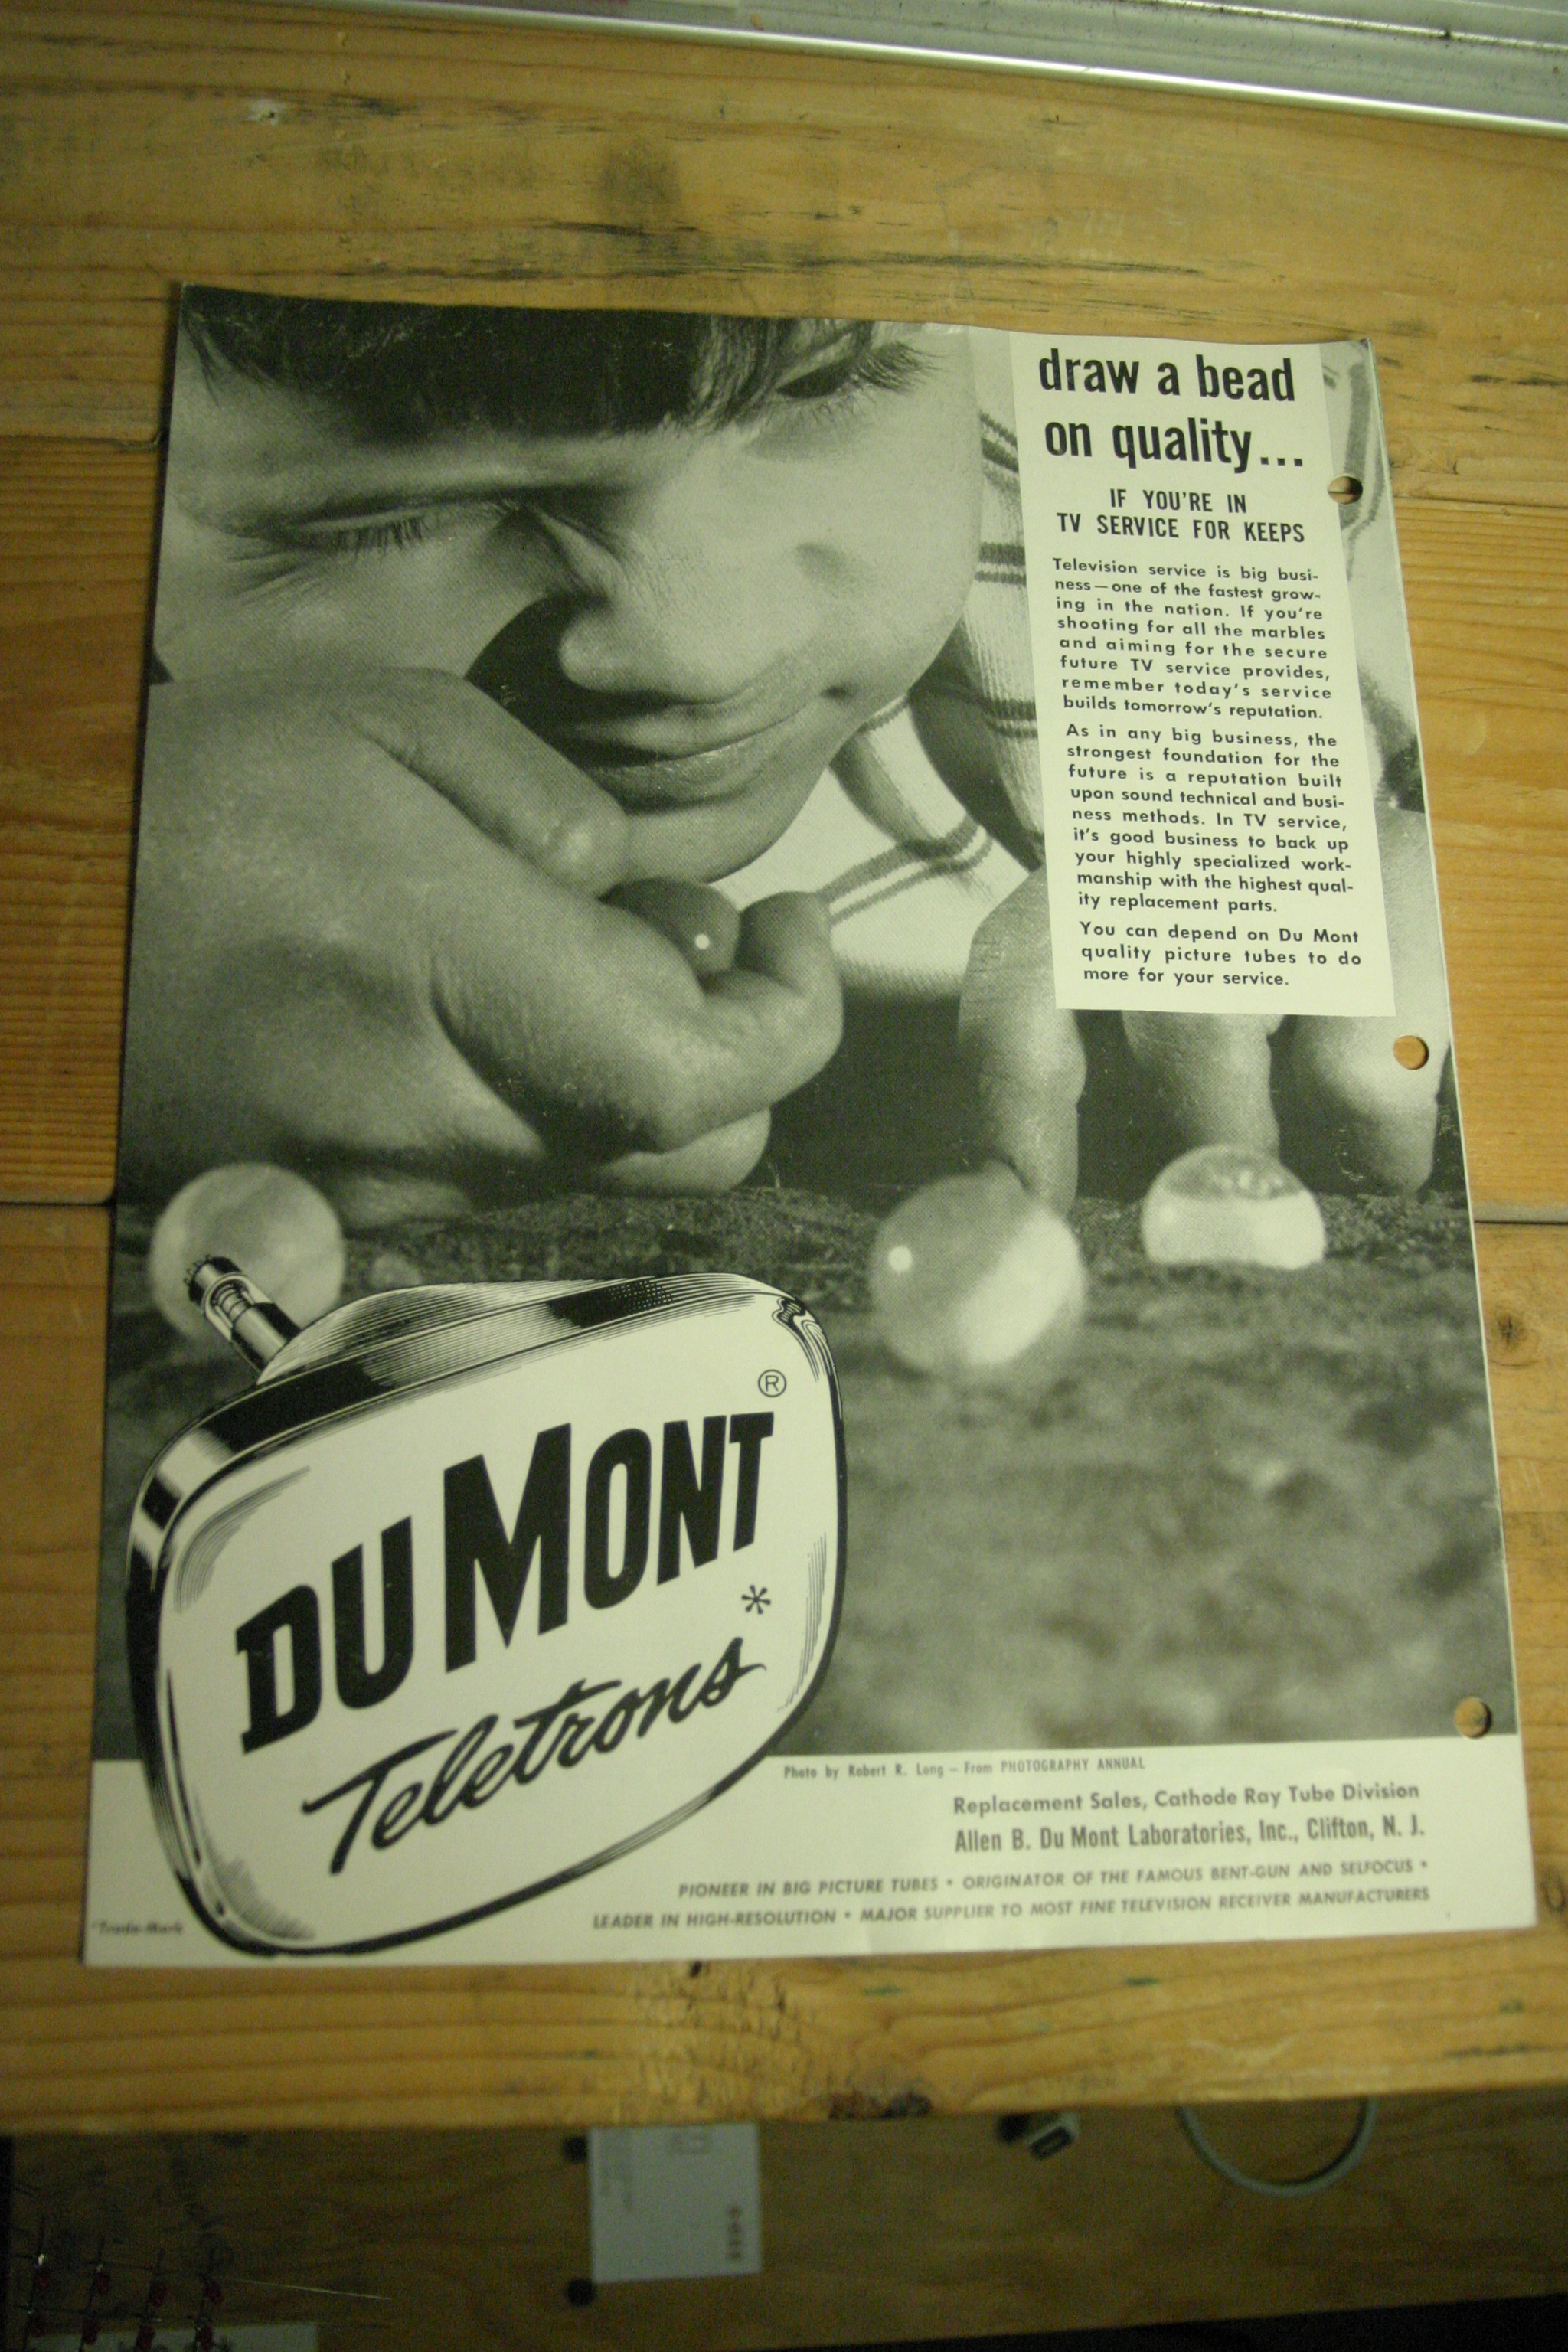 draw a bead
on quality...
IF YOU'RE IN
TV SERVICE FOR KEEPS
Television service is big busi-
ness—one of the fastest grow-
ing in the nation. If you're
shooting for all the marbles
and aiming for the secure
future TV service provides,
remember today's service
builds tomorrow's reputation.
As in any big business, the
strongest foundation for the
future is a reputation built
upon sound technical and busi-
ness methods. In TV service,
it's good business to back up
your highly specialized work-
manship with the highest qual-
ity replacement parts.
You can depend on Du Mont
quality picture tubes to do
more for your service.
®
DU MONT
Teletrons*
Photo by Robert R. Long – From PHOTOGRAPHY ANNUAL
Replacement Sales, Cathode Ray Tube Division
Allen B. Du Mont Laboratories, Inc., Clifton, N. J.
PIONEER IN BIG PICTURE TUBES • ORIGINATOR OF THE FAMOUS BENT-GUN AND SELFOCUS •
LEADER IN HIGH-RESOLUTION • MAJOR SUPPLIER TO MOST FINE TELEVISION RECEIVER MANUFACTURERS
*Trade-Mark